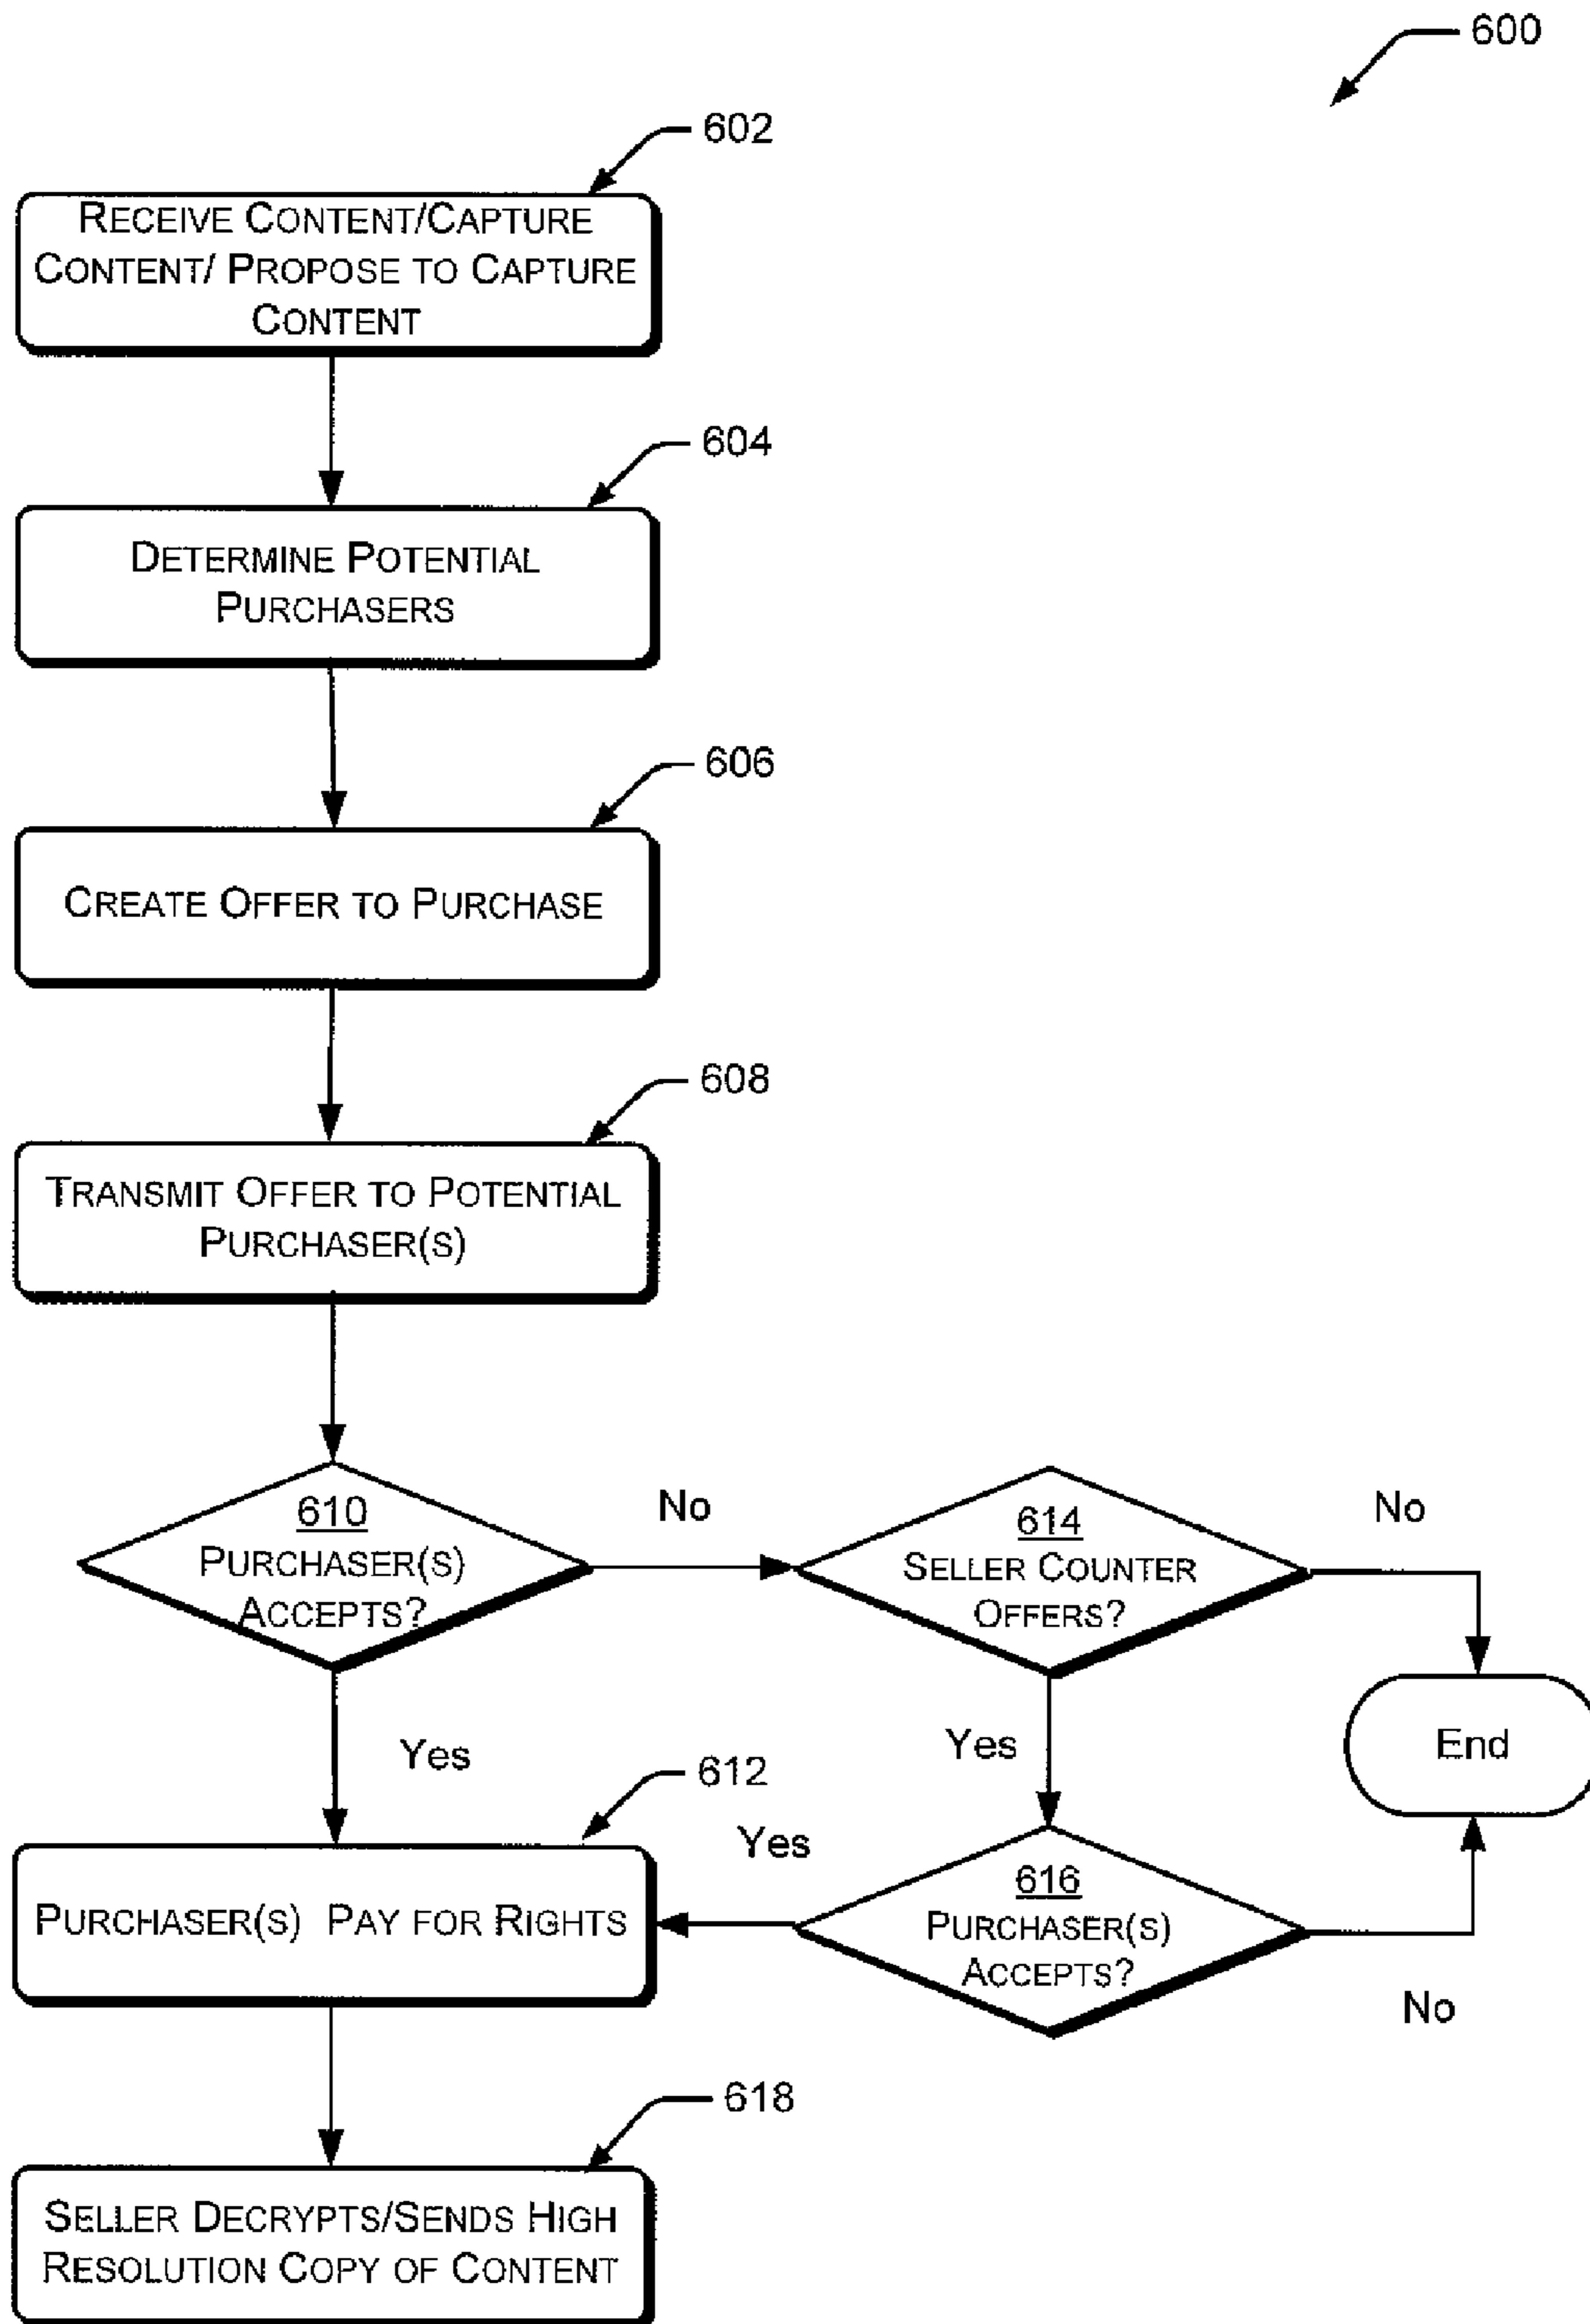 600
602
RECEIVE CONTENT/CAPTURE
CONTENT/ PROPOSE TO CAPTURE
CONTENT
604
DETERMINE POTENTIAL
PURCHASERS
606
CREATE OFFER TO PURCHASE
608
TRANSMIT OFFER TO POTENTIAL
PURCHASER(S)
610
PURCHASER(S)
ACCEPTS?
No
614
SELLER COUNTER
OFFERS?
No
Yes
Yes
End
612
PURCHASER(S) PAY FOR RIGHTS
Yes
616
PURCHASER(S)
ACCEPTS?
No
618
SELLER DECRYPTS/SENDS HIGH
RESOLUTION COPY OF CONTENT